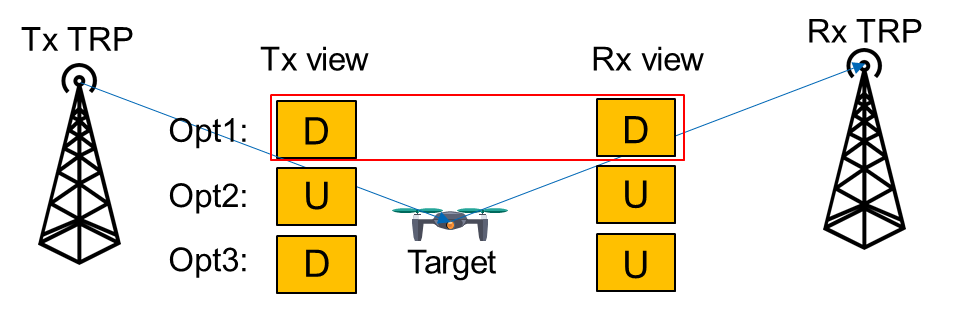 Tx TRP
Rx TRP
Tx view
Rx view
Opt1:
D
D
Opt2:
U
U
Opt3:
D
U
Target